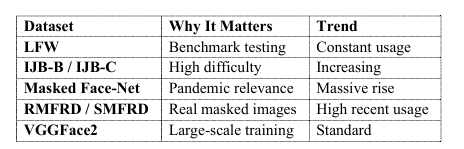 Dataset Why It Matters Trend
LFW Benchmark testing Constant usage
IJB-B / IJB-C High difficulty Increasing
Masked Face-Net Pandemic relevance Massive rise
RMFRD / SMFRD Real masked images High recent usage
VGGFace2 Large-scale training Standard